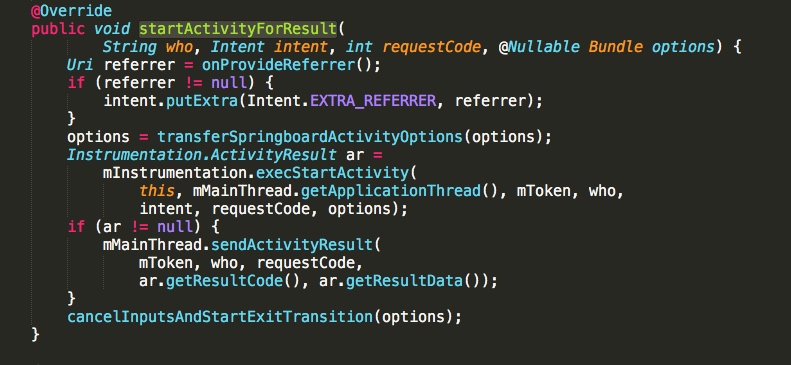 @Override
public void startActivityForResult(
        String who, Intent intent, int requestCode, @Nullable Bundle options) {
    Uri referrer = onProvideReferrer();
    if (referrer != null) {
        intent.putExtra(Intent.EXTRA_REFERRER, referrer);
    }
    options = transferSpringboardActivityOptions(options);
    Instrumentation.ActivityResult ar =
        mInstrumentation.execStartActivity(
            this, mMainThread.getApplicationThread(), mToken, who,
            intent, requestCode, options);
    if (ar != null) {
        mMainThread.sendActivityResult(
            mToken, who, requestCode,
            ar.getResultCode(), ar.getResultData());
    }
    cancelInputsAndStartExitTransition(options);
}